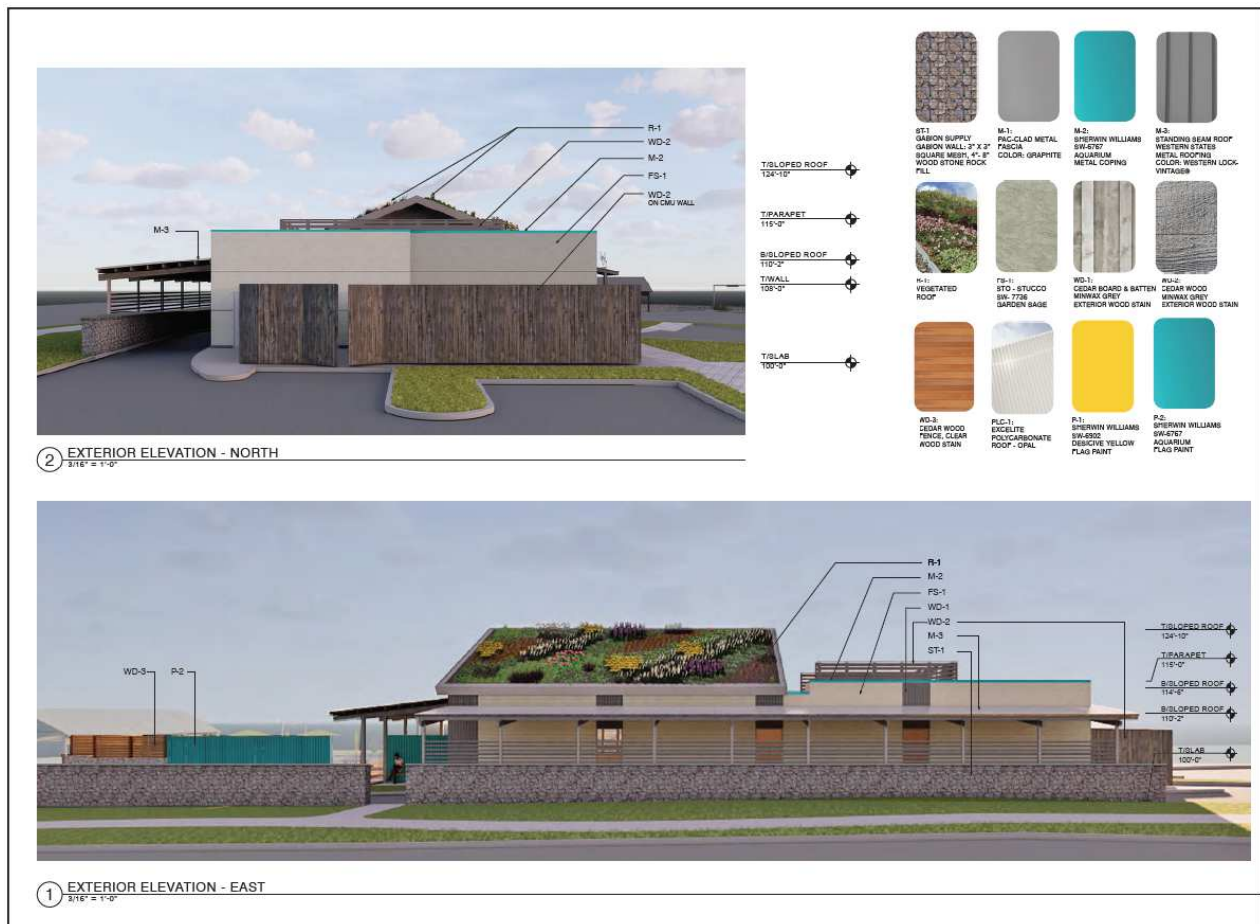 R-1
WD-2
M-2
FS-1
WD-2
ON CMU WALL
M-3
T/SLOPED ROOF
124'-10"
T/PARAPET
115'-0"
B/SLOPED ROOF
110'-2"
T/WALL
108'-0"
T/SLAB
100'-0"
2 EXTERIOR ELEVATION - NORTH
3/16" = 1'-0"
ST-1
GABION SUPPLY
GABION WALL: 3" X 3"
SQUARE MESH, 4"- 8"
WOOD STONE ROCK
FILL
M-1:
PAC-CLAD METAL
FASCIA
COLOR: GRAPHITE
M-2:
SHERWIN WILLIAMS
SW-6767
AQUARIUM
METAL COPING
M-3:
STANDING SEAM ROOF
WESTERN STATES
METAL ROOFING
COLOR: WESTERN LOCK-
VINTAGE®
R-1:
VEGETATED
ROOF
FS-1:
STO - STUCCO
SW- 7736
GARDEN SAGE
WD-1:
CEDAR BOARD & BATTEN
MINWAX GREY
EXTERIOR WOOD STAIN
WD-2:
CEDAR WOOD
MINWAX GREY
EXTERIOR WOOD STAIN
WD-3:
CEDAR WOOD
FENCE, CLEAR
WOOD STAIN
PLC-1:
EXCELITE
POLYCARBONATE
ROOF - OPAL
P-1:
SHERWIN WILLIAMS
SW-6902
DESICIVE YELLOW
FLAG PAINT
P-2:
SHERWIN WILLIAMS
SW-6767
AQUARIUM
FLAG PAINT
R-1
M-2
FS-1
WD-1
WD-2
M-3
ST-1
WD-3
P-2
T/SLOPED ROOF
124'-10"
T/PARAPET
115'-0"
B/SLOPED ROOF
114'-6"
B/SLOPED ROOF
110'-2"
T/SLAB
100'-0"
1 EXTERIOR ELEVATION - EAST
3/16" = 1'-0"